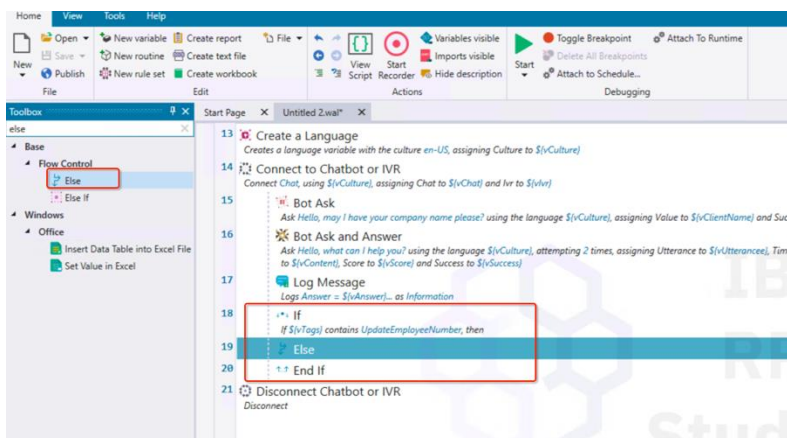 Home View Tools Help
Open New variable Create report File Variables visible Toggle Breakpoint Attach To Runtime
Save New routine Create text file Imports visible Delete All Breakpoints
New Publish New rule set Create workbook View Script Start Recorder Hide description Start Attach to Schedule...
File Edit Actions Debugging
Toolbox Start Page Untitled 2.wal*
else
Base
Flow Control
Else
Else If
Windows
Office
Insert Data Table into Excel File
Set Value in Excel
13 Create a Language
Creates a language variable with the culture en-US, assigning Culture to ${vCulture}
14 Connect to Chatbot or IVR
Connect Chat, using ${vCulture}, assigning Chat to ${vChat} and Ivr to ${vIvr}
15 Bot Ask
Ask Hello, may I have your company name please? using the language ${vCulture}, assigning Value to ${vClientName} and Suc
16 Bot Ask and Answer
Ask Hello, what can I help you? using the language ${vCulture}, attempting 2 times, assigning Utterance to ${vUtterancee}, Tim
to ${vContent}, Score to ${vScore} and Success to ${vSuccess}
17 Log Message
Logs Answer = ${vAnswer}... as Information
18 If
If ${vTags} contains UpdateEmployeeNumber, then
19 Else
20 End If
21 Disconnect Chatbot or IVR
Disconnect
IB
RP
Stud